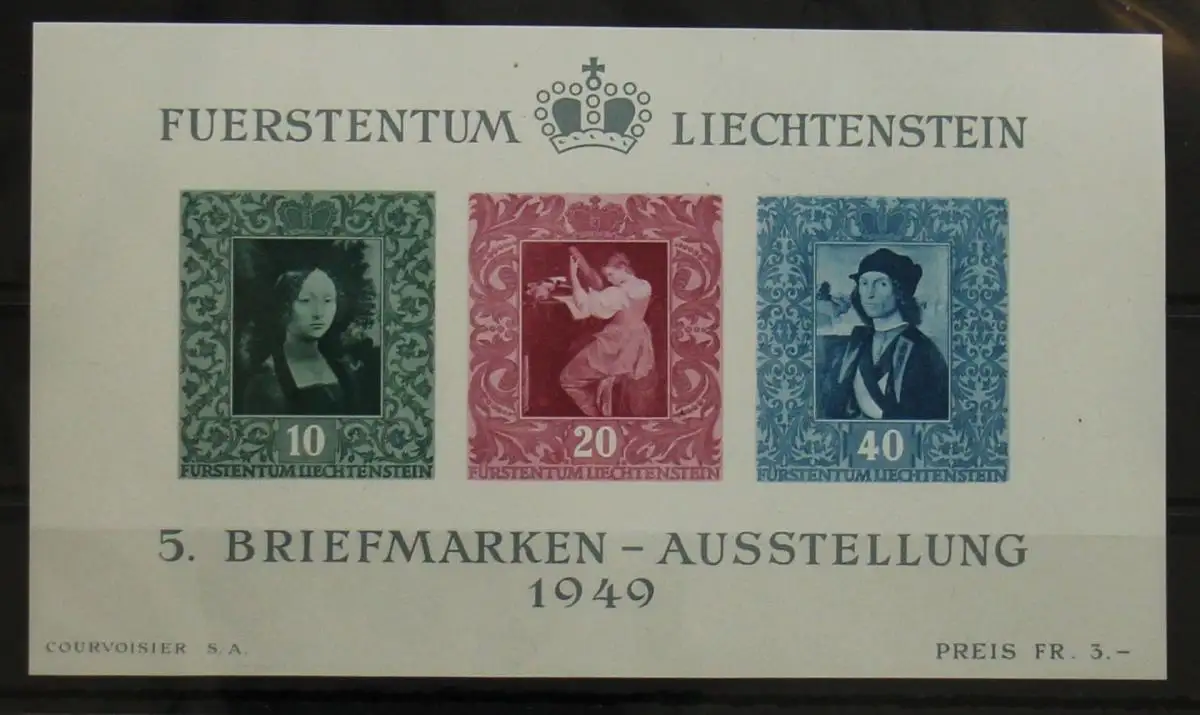 FUERSTENTUM LIECHTENSTEIN
10 20 40
FÜRSTENTUM LIECHTENSTEIN FÜRSTENTUM LIECHTENSTEIN FÜRSTENTUM LIECHTENSTEIN
5. BRIEFMARKEN – AUSSTELLUNG
1949
COURVOISIER S.A. PREIS FR. 3.–